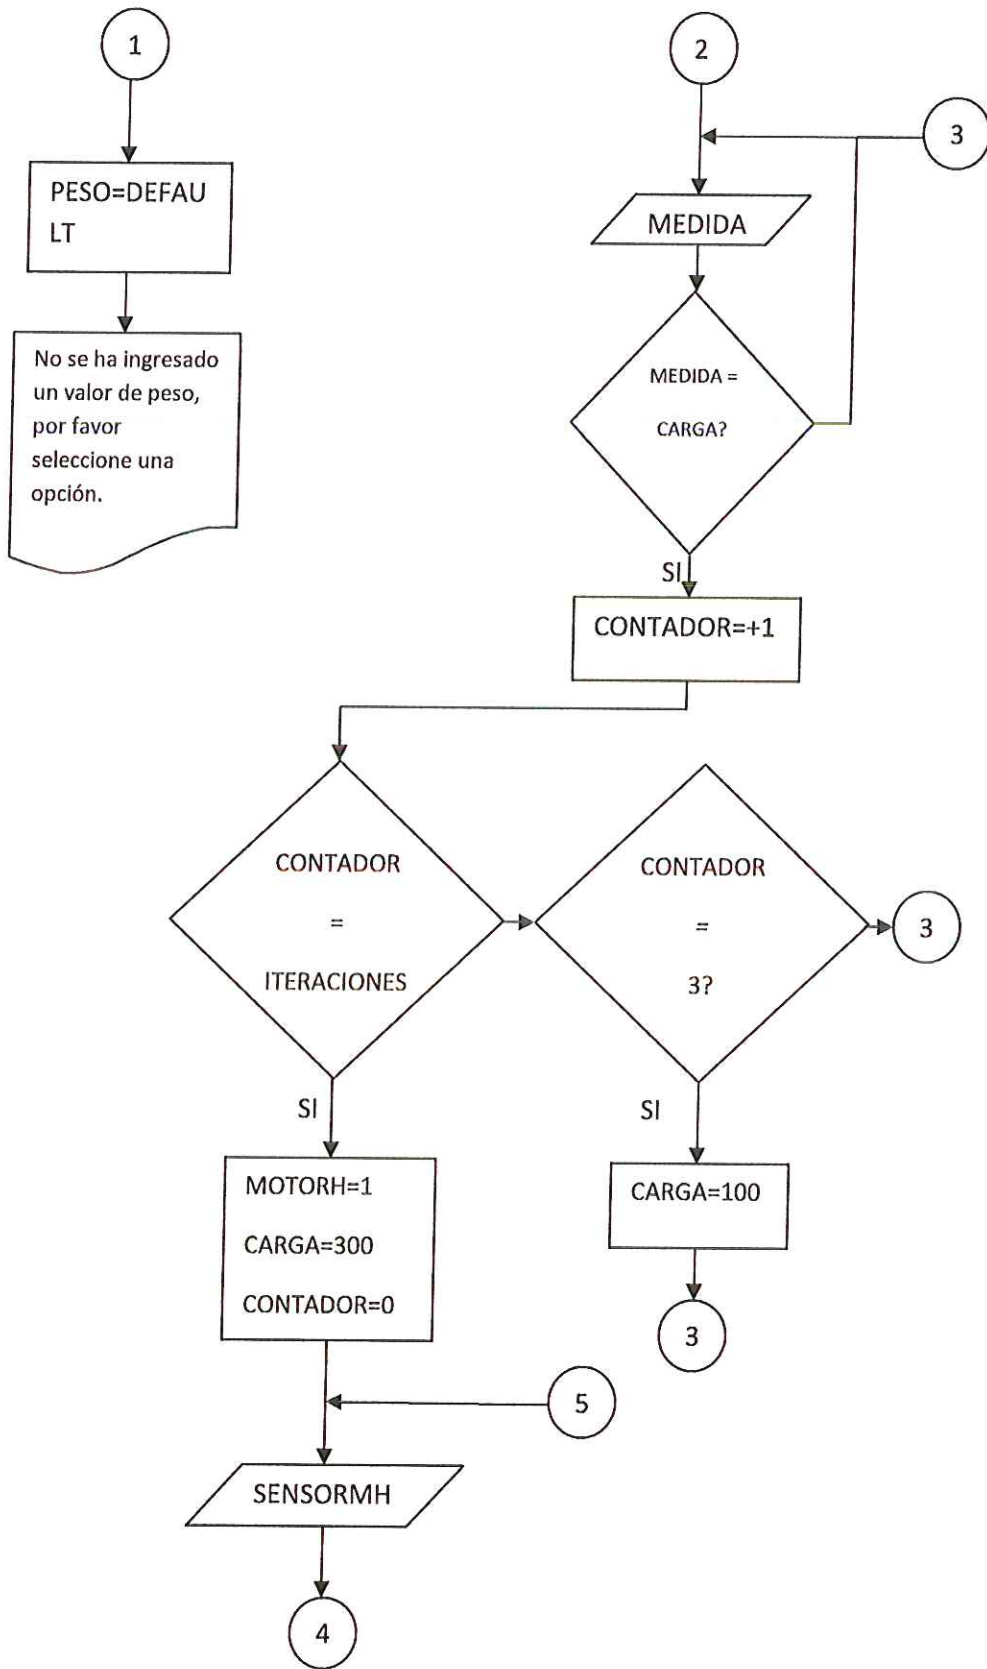 1
PESO=DEFAU
LT
No se ha ingresado
un valor de peso,
por favor
seleccione una
opción.
2
3
MEDIDA
MEDIDA =
CARGA?
SI
CONTADOR=+1
CONTADOR
=
ITERACIONES
SI
CONTADOR
=
3?
3
SI
MOTORH=1
CARGA=300
CONTADOR=0
CARGA=100
3
5
SENSORMH
4